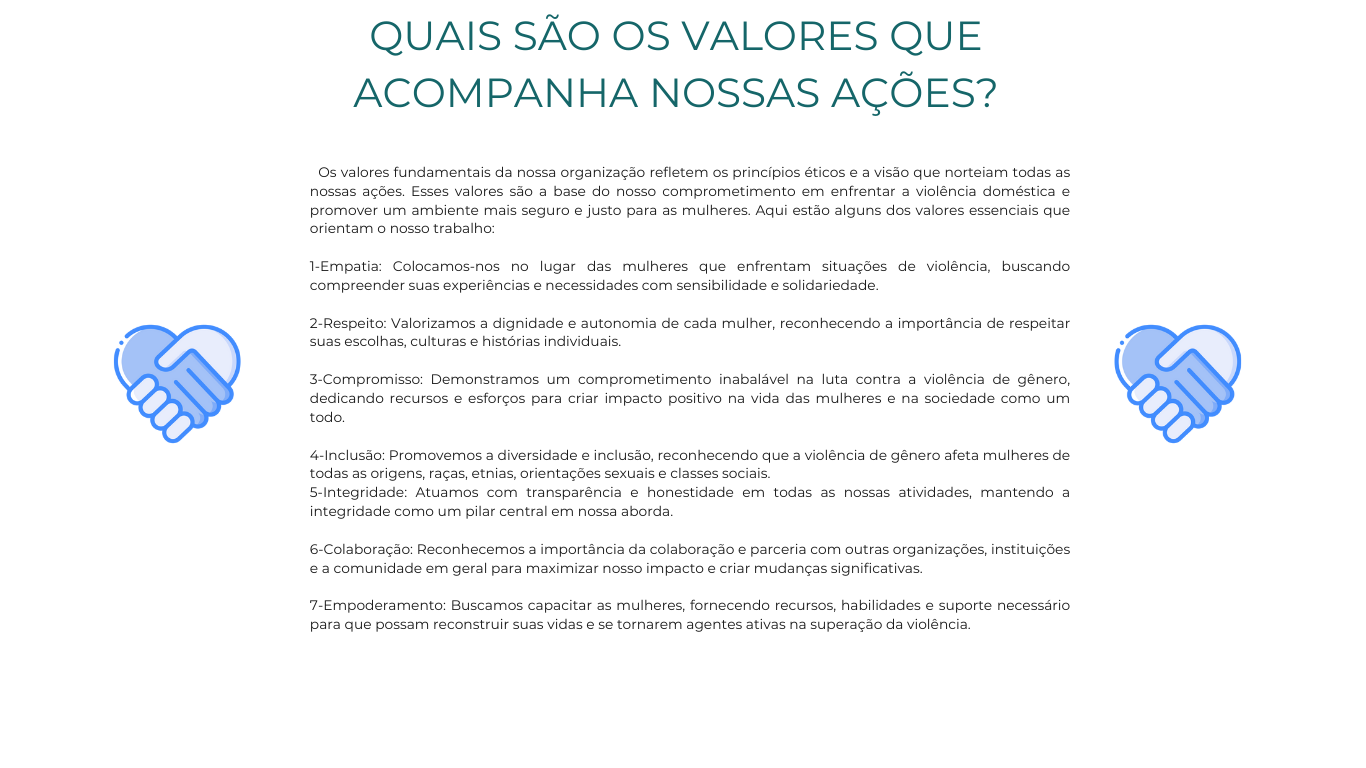 QUAIS SÃO OS VALORES QUE
ACOMPANHA NOSSAS AÇÕES?
Os valores fundamentais da nossa organização refletem os princípios éticos e a visão que norteiam todas as
nossas ações. Esses valores são a base do nosso comprometimento em enfrentar a violência doméstica e
promover um ambiente mais seguro e justo para as mulheres. Aqui estão alguns dos valores essenciais que
orientam o nosso trabalho:
1-Empatia: Colocamos-nos no lugar das mulheres que enfrentam situações de violência, buscando
compreender suas experiências e necessidades com sensibilidade e solidariedade.
2-Respeito: Valorizamos a dignidade e autonomia de cada mulher, reconhecendo a importância de respeitar
suas escolhas, culturas e histórias individuais.
3-Compromisso: Demonstramos um comprometimento inabalável na luta contra a violência de gênero,
dedicando recursos e esforços para criar impacto positivo na vida das mulheres e na sociedade como um
todo.
4-Inclusão: Promovemos a diversidade e inclusão, reconhecendo que a violência de gênero afeta mulheres de
todas as origens, raças, etnias, orientações sexuais e classes sociais.
5-Integridade: Atuamos com transparência e honestidade em todas as nossas atividades, mantendo a
integridade como um pilar central em nossa aborda.
6-Colaboração: Reconhecemos a importância da colaboração e parceria com outras organizações, instituições
e a comunidade em geral para maximizar nosso impacto e criar mudanças significativas.
7-Empoderamento: Buscamos capacitar as mulheres, fornecendo recursos, habilidades e suporte necessário
para que possam reconstruir suas vidas e se tornarem agentes ativas na superação da violência.